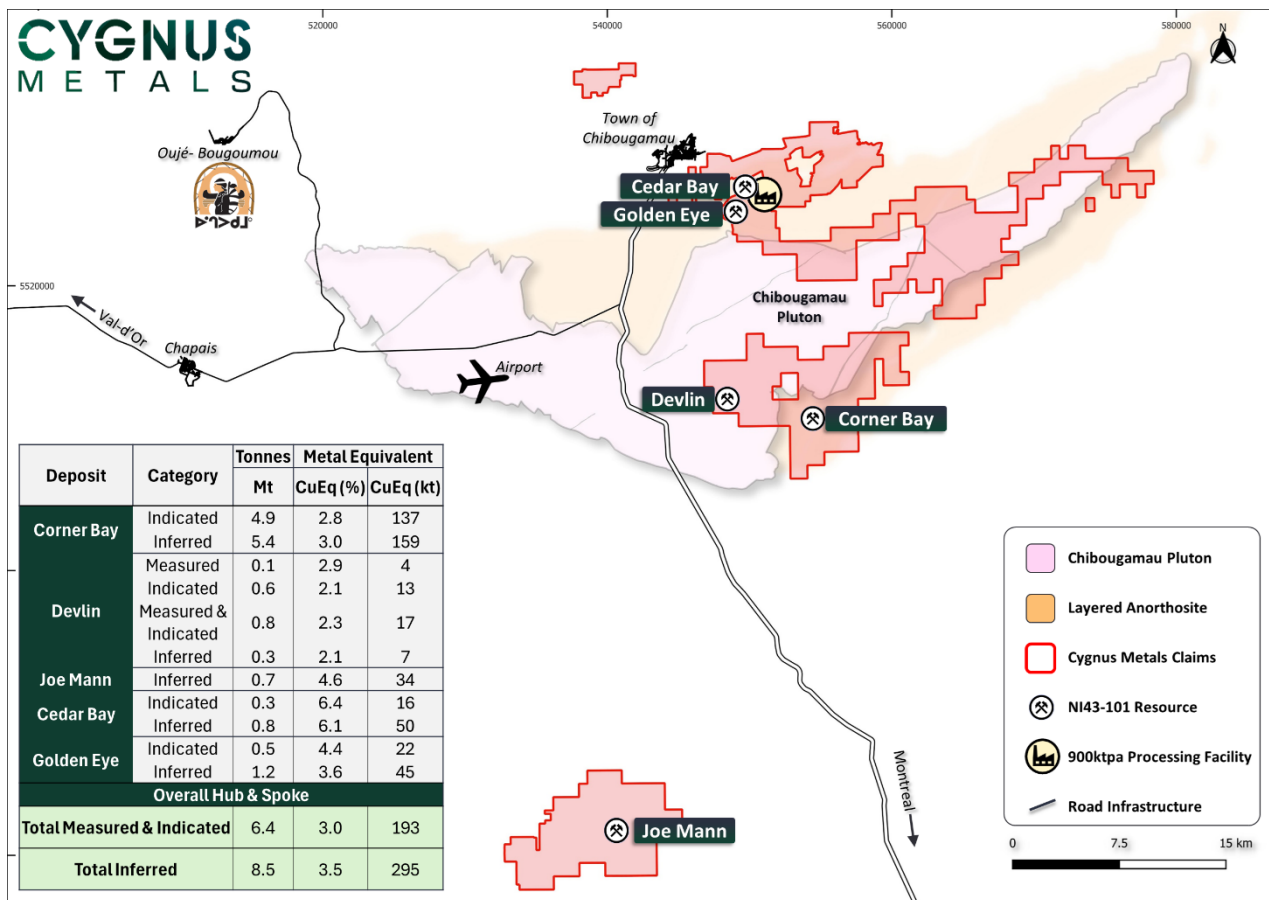 CYGNUS
METALS
520000
540000
560000
580000
N
Oujé- Bougoumou
ᐅᔑᐯᑯᒧ
Town of
Chibougamau
Cedar Bay
Golden Eye
5520000
Val-d'Or
Chapais
Airport
Chibougamau
Pluton
Devlin
Corner Bay
Joe Mann
Montreal
Deposit Category Tonnes Metal Equivalent
Mt CuEq (%) CuEq (kt)
Corner Bay Indicated 4.9 2.8 137
Inferred 5.4 3.0 159
Devlin Measured 0.1 2.9 4
Indicated 0.6 2.1 13
Measured &
Indicated 0.8 2.3 17
Inferred 0.3 2.1 7
Joe Mann Inferred 0.7 4.6 34
Cedar Bay Indicated 0.3 6.4 16
Inferred 0.8 6.1 50
Golden Eye Indicated 0.5 4.4 22
Inferred 1.2 3.6 45
Overall Hub & Spoke
Total Measured & Indicated 6.4 3.0 193
Total Inferred 8.5 3.5 295
Chibougamau Pluton
Layered Anorthosite
Cygnus Metals Claims
NI43-101 Resource
900ktpa Processing Facility
Road Infrastructure
0 7.5 15 km